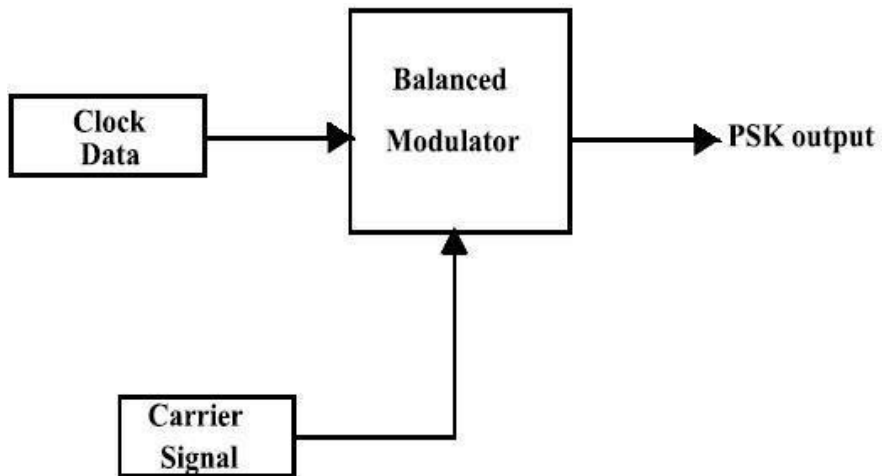 Balanced
Modulator
Clock
Data
PSK output
Carrier
Signal